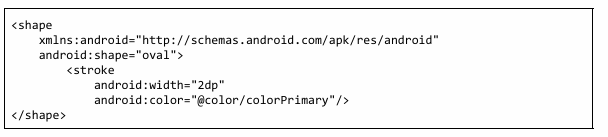 <shape
    xmlns:android="http://schemas.android.com/apk/res/android"
    android:shape="oval">
        <stroke
            android:width="2dp"
            android:color="@color/colorPrimary"/>
</shape>